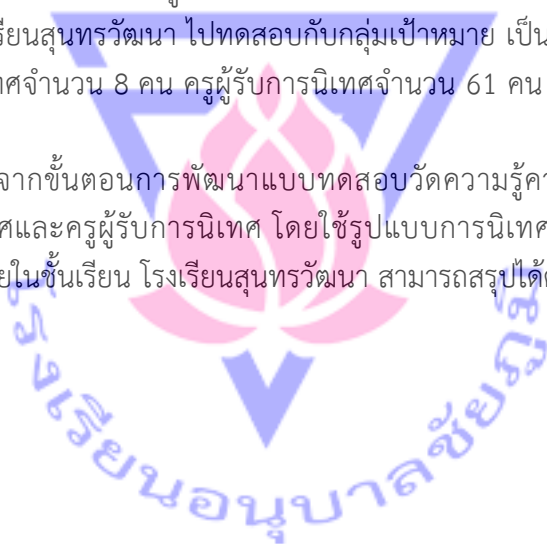 รียนสุนทรวัฒนา ไปทดสอบกับกลุ่มเป้าหมาย เป็น
ทศจำนวน 8 คน ครูผู้รับการนิเทศจำนวน 61 คน
จากขั้นตอนการพัฒนาแบบทดสอบวัดความรู้คว
ศและครูผู้รับการนิเทศ โดยใช้รูปแบบการนิเทศ
ยในชั้นเรียน โรงเรียนสุนทรวัฒนา สามารถสรุปได้
โรงเรียนอนุบาลชัยภูมิ